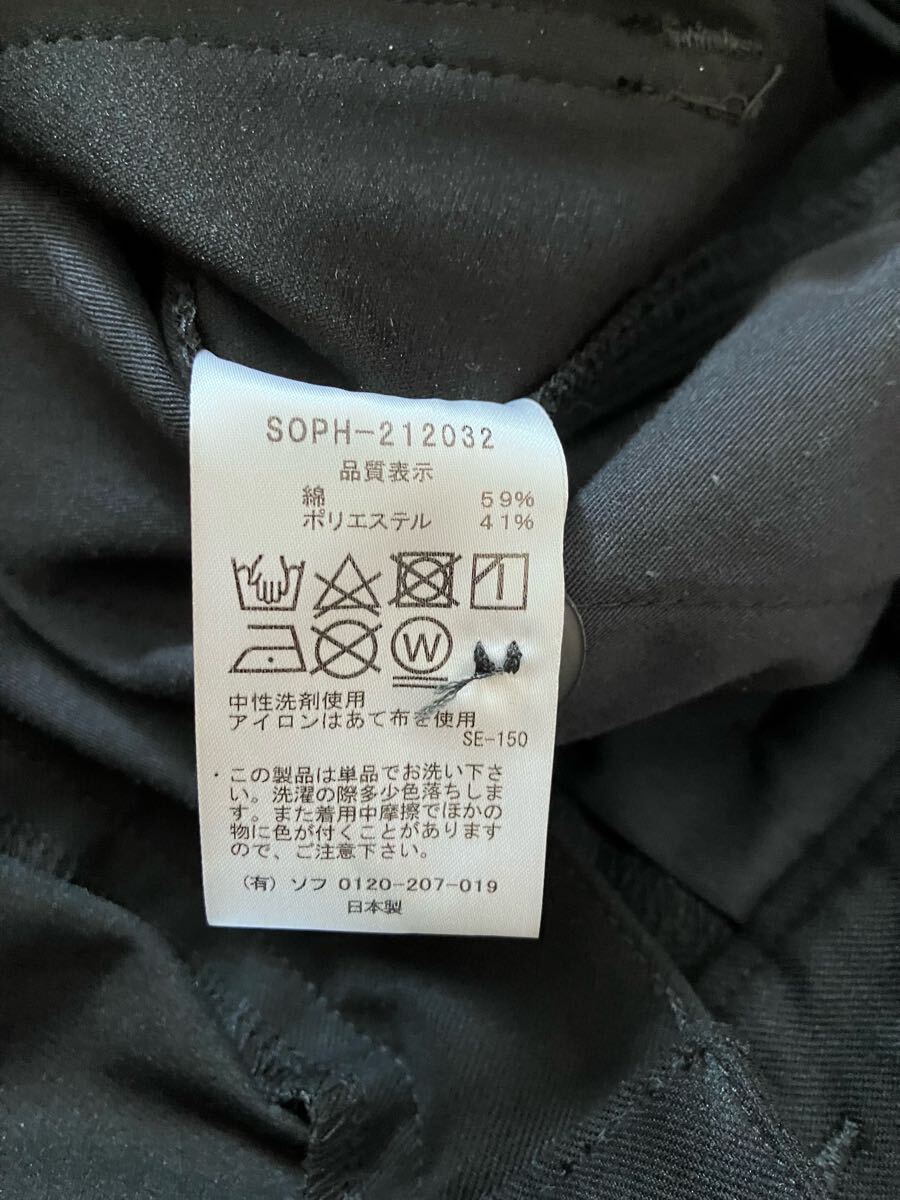 SOPH-212032
品質表示
綿 59%
ポリエステル 41%
W
中性洗剤使用
アイロンはあて布を使用
SE-150
・この製品は単品でお洗い下さ
い。洗濯の際多少色落ちしま
す。また着用中摩擦でほかの
物に色が付くことがあります
ので、ご注意下さい。
(有) ソフ 0120-207-019
日本製